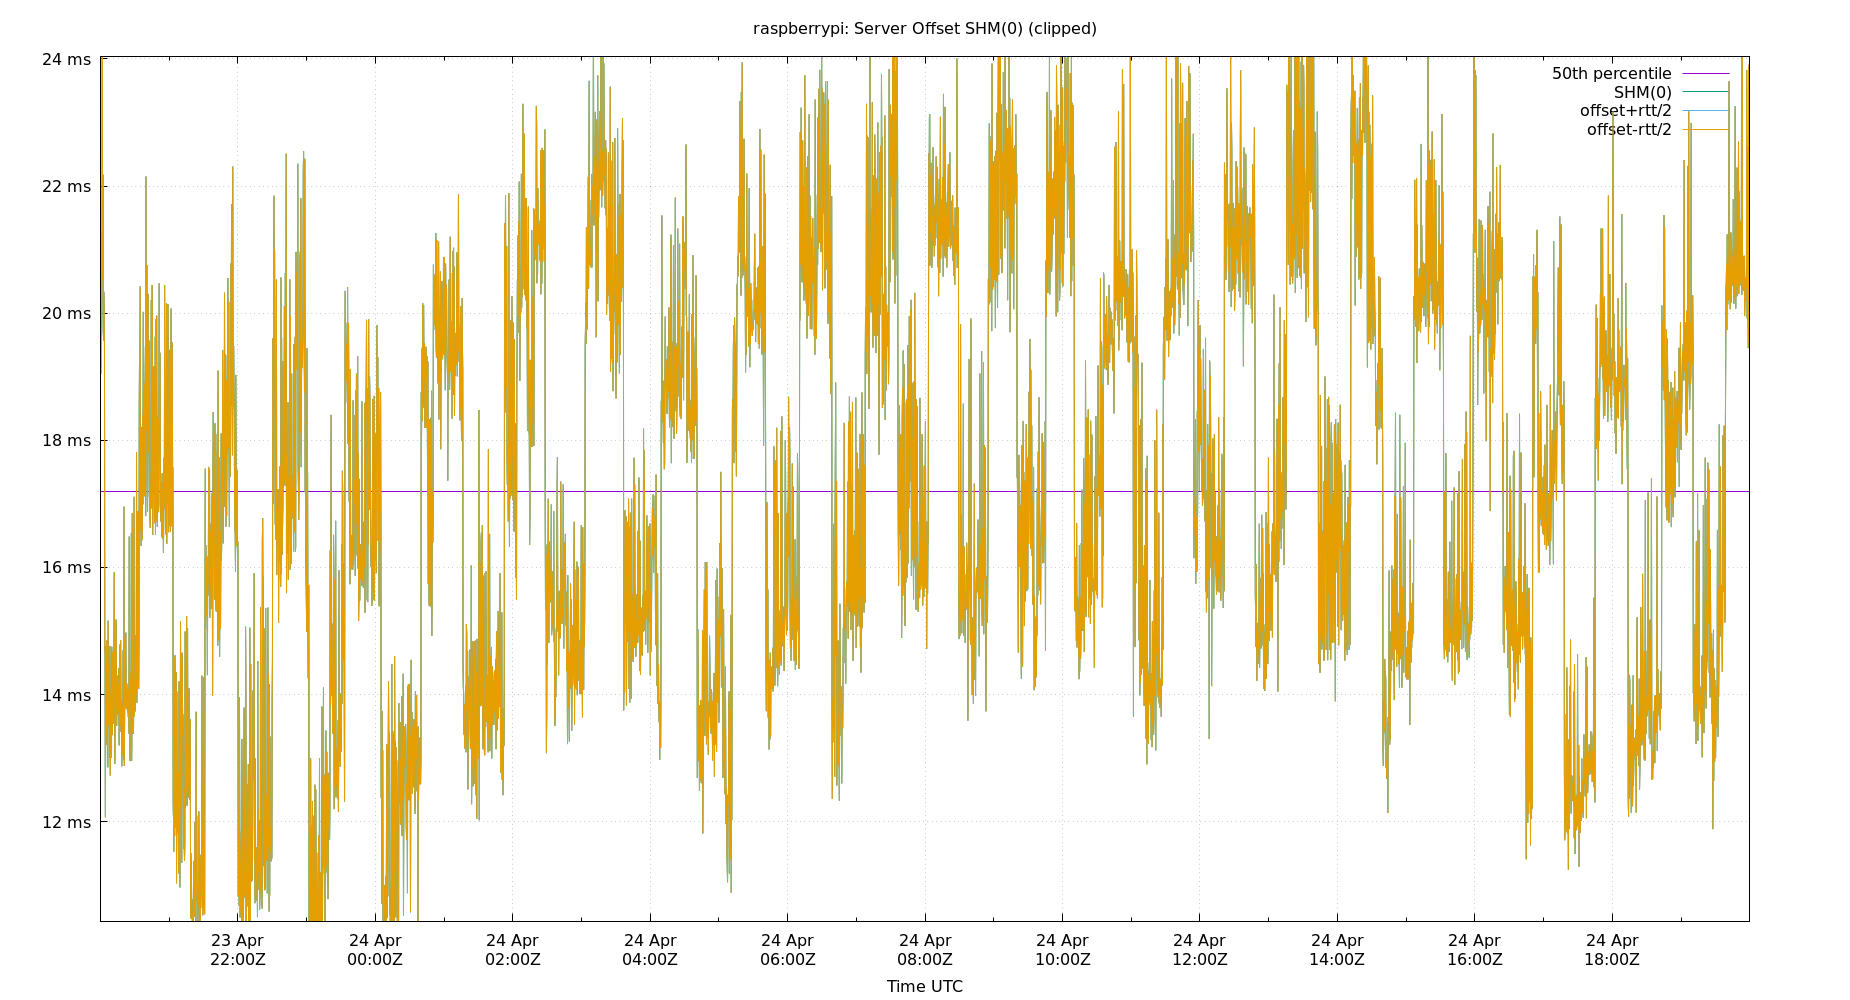 raspberrypi: Server Offset SHM(0) (clipped)
24 ms
22 ms
20 ms
18 ms
16 ms
14 ms
12 ms
50th percentile
SHM(0)
offset+rtt/2
offset-rtt/2
23 Apr
22:00Z
24 Apr
00:00Z
24 Apr
02:00Z
24 Apr
04:00Z
24 Apr
06:00Z
24 Apr
08:00Z
24 Apr
10:00Z
24 Apr
12:00Z
24 Apr
14:00Z
24 Apr
16:00Z
24 Apr
18:00Z
Time UTC